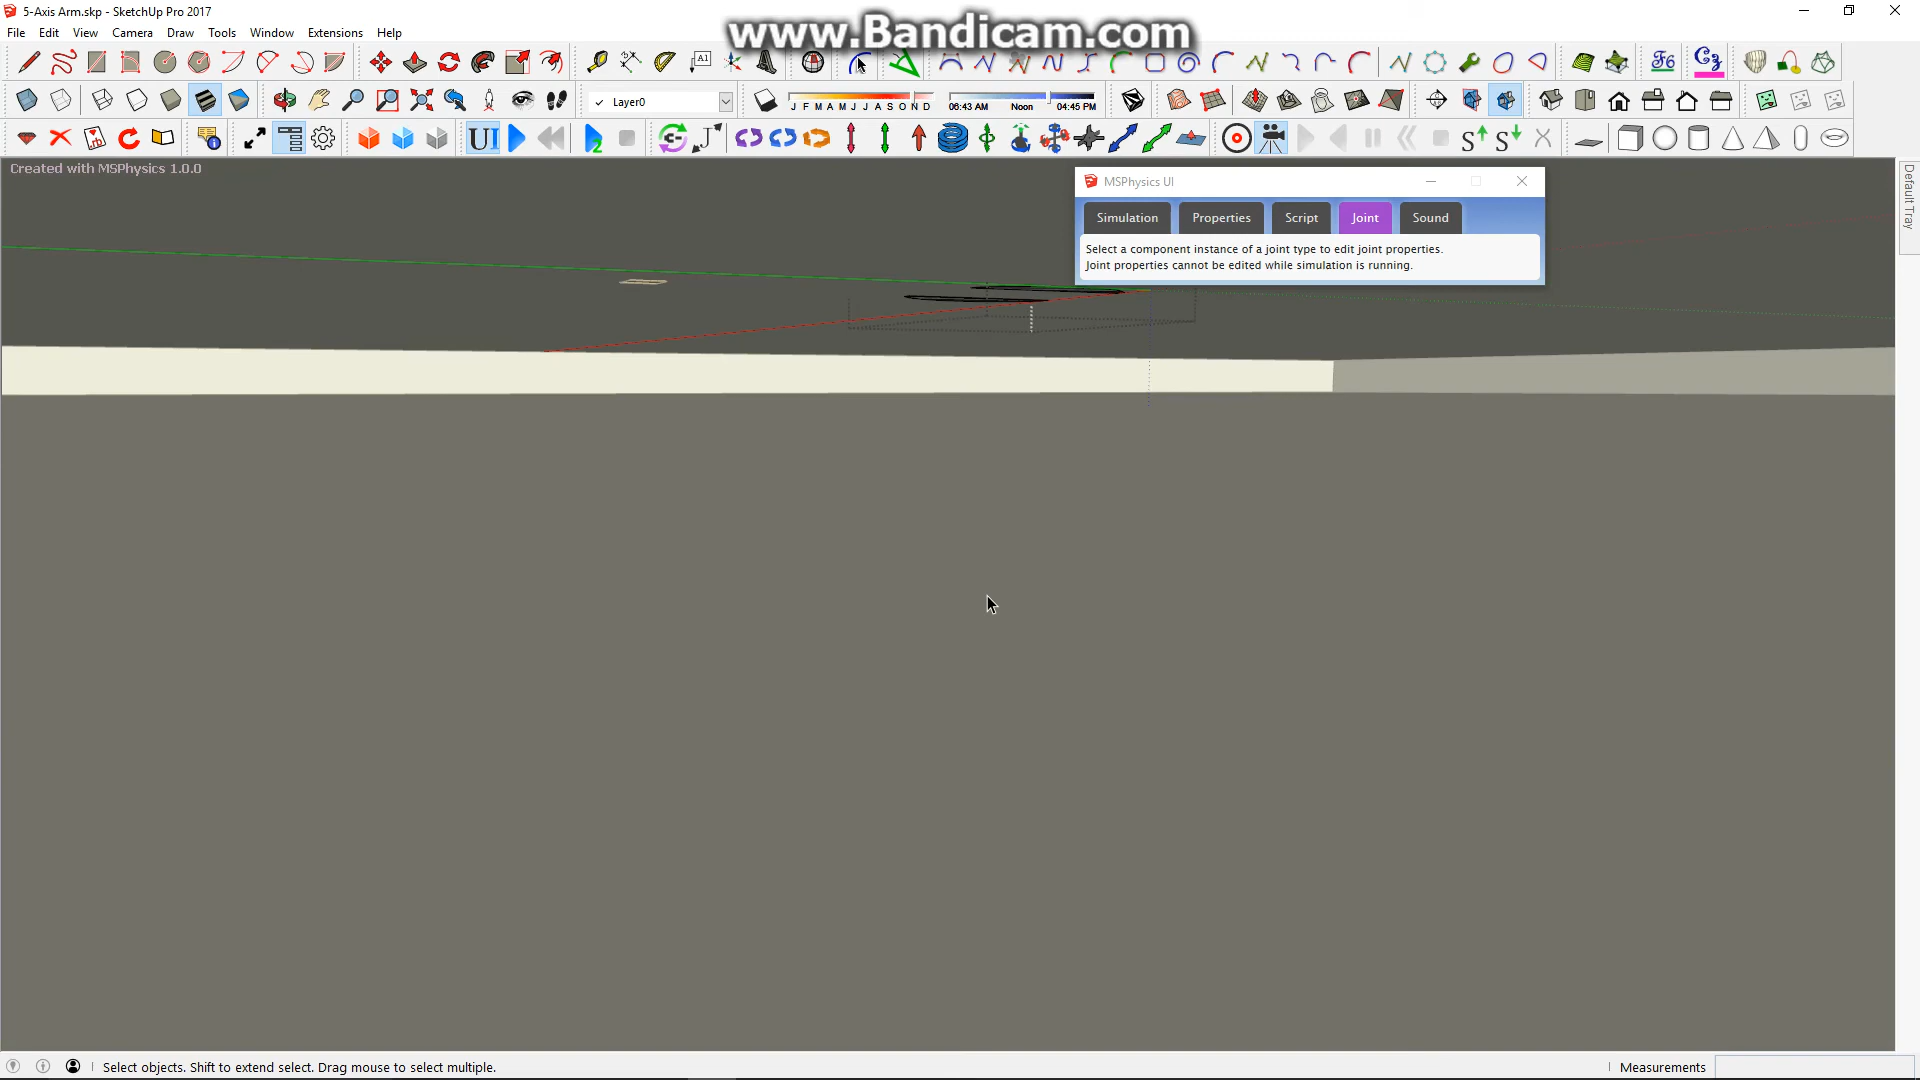 5-Axis Arm.skp - SketchUp Pro 2017
www.Bandicam.com
File Edit View Camera Draw Tools Window Extensions Help
A1
F6
Layer0
J F M A M J J A S O N D
06:43 AM Noon 04:45 PM
UI
2
Created with MSPhysics 1.0.0
MSPhysics UI
Simulation Properties Script Joint Sound
Select a component instance of a joint type to edit joint properties.
Joint properties cannot be edited while simulation is running.
Default Tray
Select objects. Shift to extend select. Drag mouse to select multiple.
Measurements